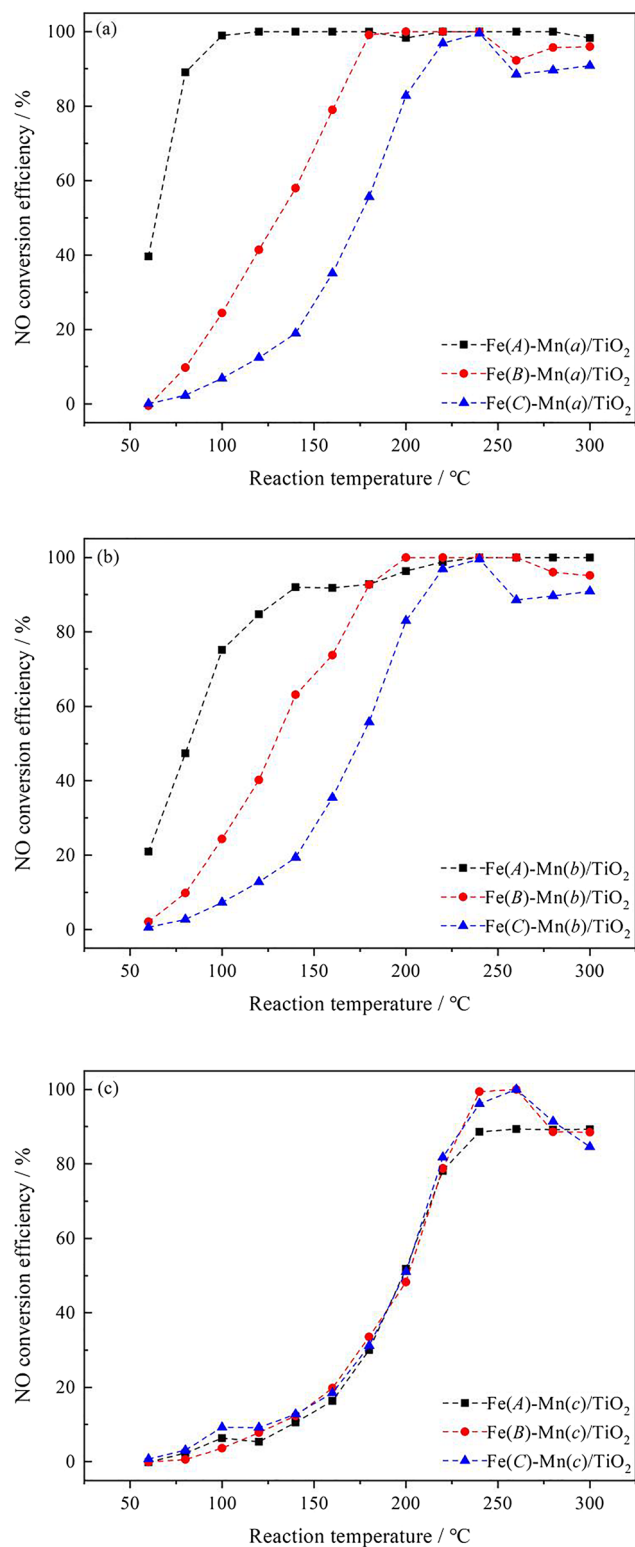 (a)
100
80
60
40
20
0
NO conversion efficiency / %
Fe(A)-Mn(a)/TiO₂
Fe(B)-Mn(a)/TiO₂
Fe(C)-Mn(a)/TiO₂
50 100 150 200 250 300
Reaction temperature / °C
(b)
100
80
60
40
20
0
NO conversion efficiency / %
Fe(A)-Mn(b)/TiO₂
Fe(B)-Mn(b)/TiO₂
Fe(C)-Mn(b)/TiO₂
50 100 150 200 250 300
Reaction temperature / °C
(c)
100
80
60
40
20
0
NO conversion efficiency / %
Fe(A)-Mn(c)/TiO₂
Fe(B)-Mn(c)/TiO₂
Fe(C)-Mn(c)/TiO₂
50 100 150 200 250 300
Reaction temperature / °C